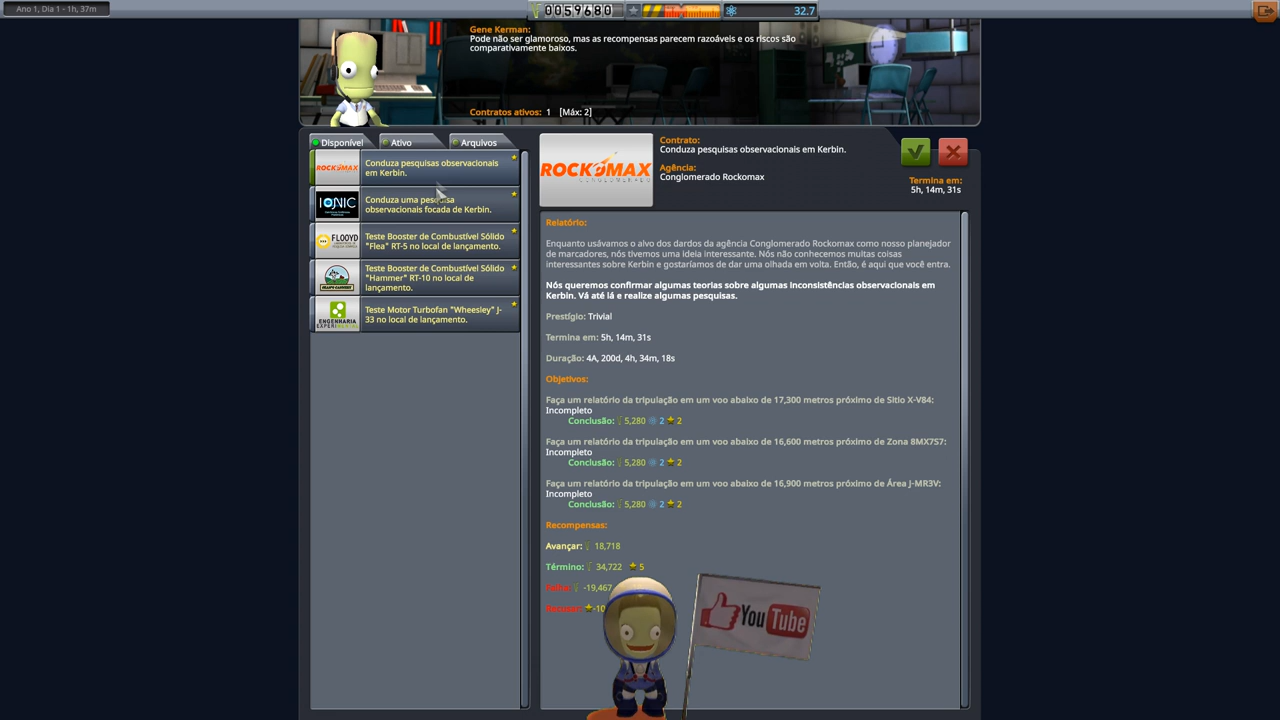 Ano 1, Dia 1 - 1h, 37m
0059680
32.7
Gene Kerman:
Pode não ser glamoroso, mas as recompensas parecem razoáveis e os riscos são
comparativamente baixos.
Contratos ativos: 1 [Máx: 2]
Disponível
Ativo
Arquivos
ROCKOMAX
Conduza pesquisas observacionais
em Kerbin.
IONIC
Conduza uma pesquisa
observacionais focada de Kerbin.
FLOOYD
Teste Booster de Combustível Sólido
"Flea" RT-5 no local de lançamento.
Teste Booster de Combustível Sólido
"Hammer" RT-10 no local de
lançamento.
ENGENHARIA
EXPERIMENTAL
Teste Motor Turbofan "Wheesley" J-
33 no local de lançamento.
ROCKOMAX
CONGLOMERADO
Contrato:
Conduza pesquisas observacionais em Kerbin.
Agência:
Conglomerado Rockomax
Termina em:
5h, 14m, 31s
Relatório:
Enquanto usávamos o alvo dos dardos da agência Conglomerado Rockomax como nosso planejador
de marcadores, nós tivemos uma ideia interessante. Nós não conhecemos muitas coisas
interessantes sobre Kerbin e gostaríamos de dar uma olhada em volta. Então, é aqui que você entra.
Nós queremos confirmar algumas teorias sobre algumas inconsistências observacionais em
Kerbin. Vá até lá e realize algumas pesquisas.
Prestígio: Trivial
Termina em: 5h, 14m, 31s
Duração: 4A, 200d, 4h, 34m, 18s
Objetivos:
Faça um relatório da tripulação em um voo abaixo de 17,300 metros próximo de Sitio X-V84:
Incompleto
Conclusão: 5,280 2 2
Faça um relatório da tripulação em um voo abaixo de 16,600 metros próximo de Zona 8MX7S7:
Incompleto
Conclusão: 5,280 2 2
Faça um relatório da tripulação em um voo abaixo de 16,900 metros próximo de Área J-MR3V:
Incompleto
Conclusão: 5,280 2 2
Recompensas:
Avançar: 18,718
Término: 34,722 5
-19,467
Recusar: -10
You Tube